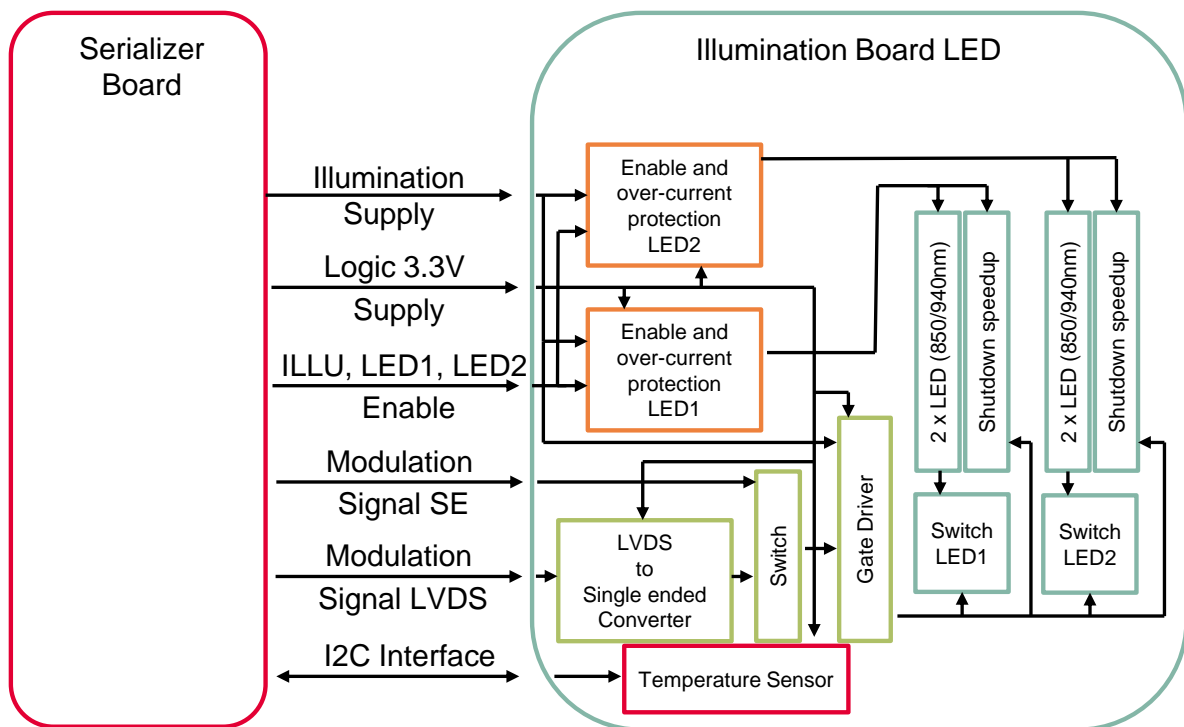 Serializer
Board
Illumination Board LED
Illumination
Supply
Logic 3.3V
Supply
ILLU, LED1, LED2
Enable
Modulation
Signal SE
Modulation
Signal LVDS
I2C Interface
Enable and
over-current
protection
LED2
Enable and
over-current
protection
LED1
LVDS
to
Single ended
Converter
Switch
Gate Driver
Temperature Sensor
2 x LED (850/940nm)
Shutdown speedup
2 x LED (850/940nm)
Shutdown speedup
Switch
LED1
Switch
LED2